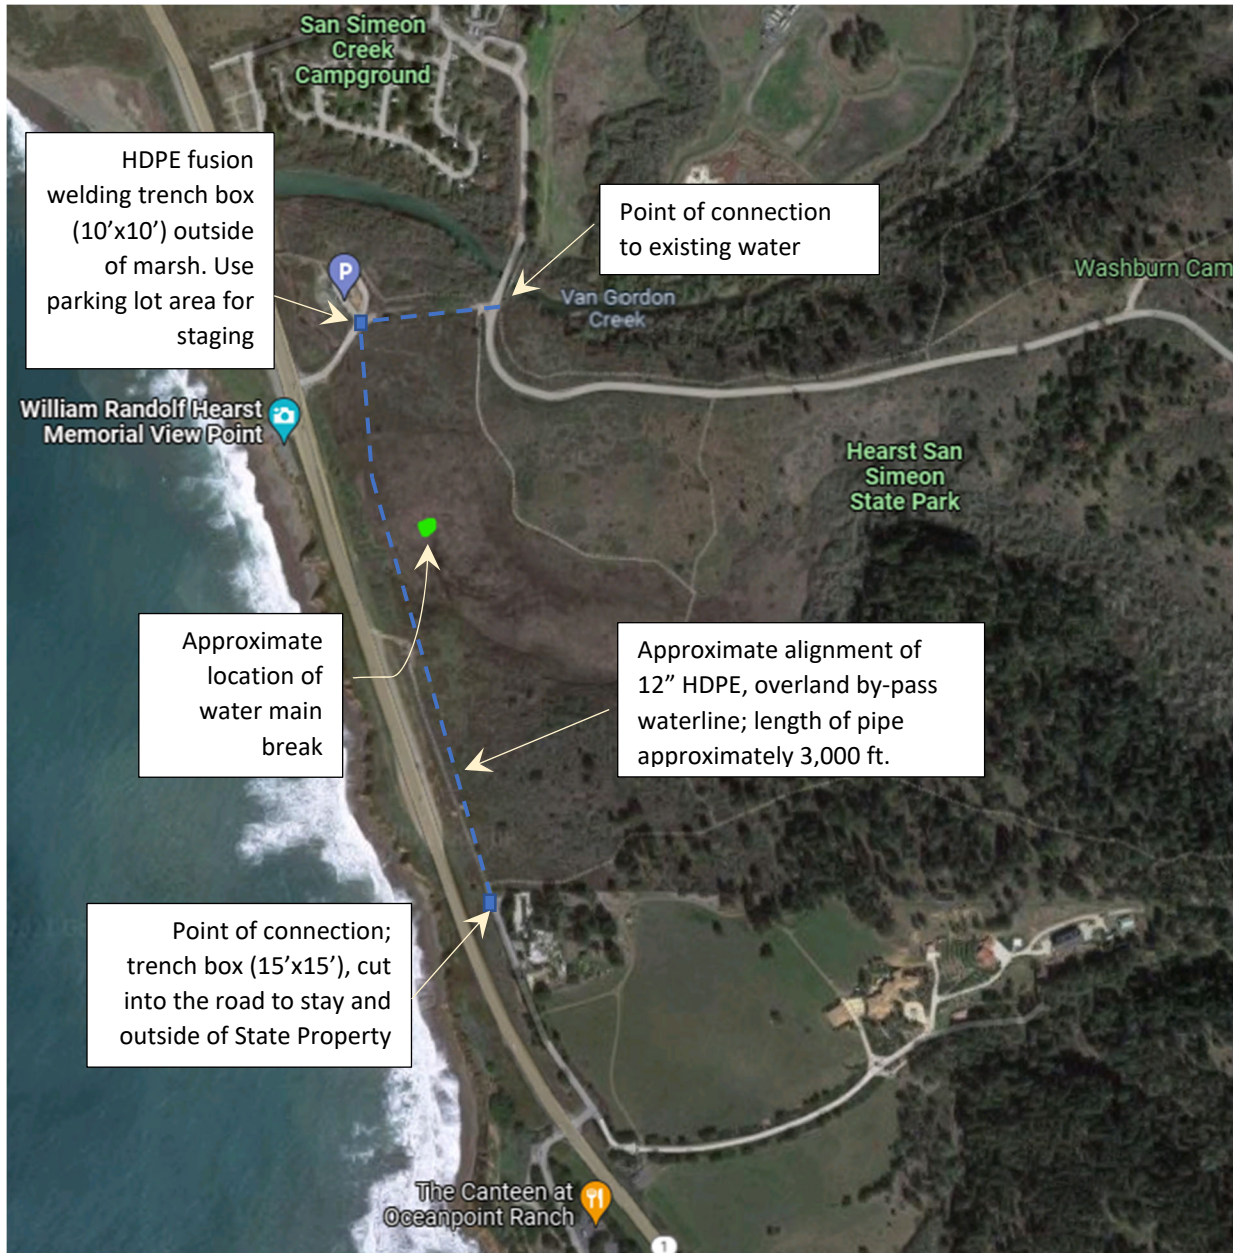 San Simeon
Creek
Campground
HDPE fusion
welding trench box
(10’x10’) outside
of marsh. Use
parking lot area for
staging
Point of connection
to existing water
P
Washburn Cam
Van Gordon
Creek
William Randolf Hearst
Memorial View Point
Hearst San
Simeon
State Park
Approximate
location of
water main
break
Approximate alignment of
12” HDPE, overland by-pass
waterline; length of pipe
approximately 3,000 ft.
Point of connection;
trench box (15’x15’), cut
into the road to stay and
outside of State Property
The Canteen at
Oceanpoint Ranch
1